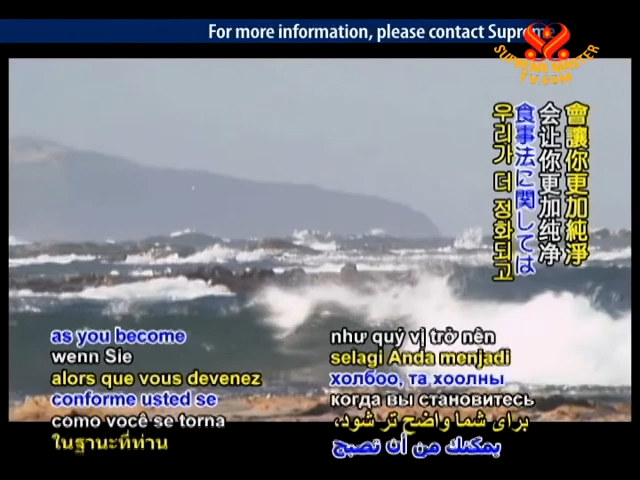 For more information, please contact Supreme
SUPREME MASTER
TV.COM
會讓你更加純淨
会让你更加纯净
食事法に関しては
우리가 더 정화되고
as you become
wenn Sie
alors que vous devenez
conforme usted se
como você se torna
ในฐานะที่ท่าน
như quý vị trở nên
selagi Anda menjadi
холбоо, та хоолны
когда вы становитесь
برای شما واضح تر شود،
يمكنك من أن تصبح